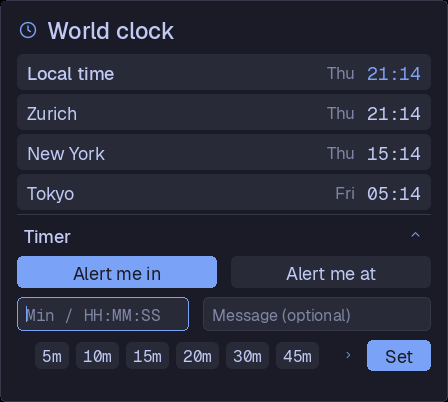 World clock
Local time Thu 21:14
Zurich Thu 21:14
New York Thu 15:14
Tokyo Fri 05:14
Timer
Alert me in Alert me at
Min / HH:MM:SS Message (optional)
5m 10m 15m 20m 30m 45m › Set